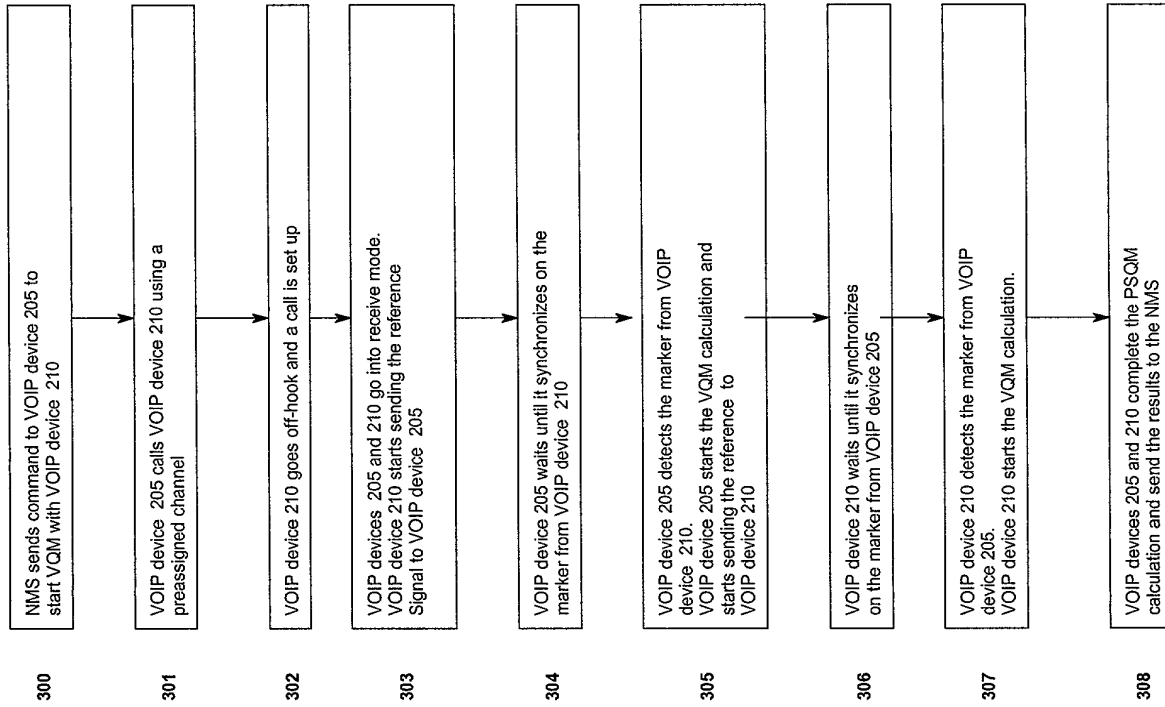 300
NMS sends command to VOIP device 205 to
start VQM with VOIP device 210
301
VOIP device 205 calls VOIP device 210 using a
preassigned channel
302
VOIP device 210 goes off-hook and a call is set up
303
VOIP devices 205 and 210 go into receive mode.
VOIP device 210 starts sending the reference
Signal to VOIP device 205
304
VOIP device 205 waits until it synchronizes on the
marker from VOIP device 210
305
VOIP device 205 detects the marker from VOIP
device 210.
VOIP device 205 starts the VQM calculation and
starts sending the reference to
VOIP device 210
306
VOIP device 210 waits until it synchronizes
on the marker from VOIP device 205
307
VOIP device 210 detects the marker from VOIP
device 205.
VOIP device 210 starts the VQM calculation.
308
VOIP devices 205 and 210 complete the PSQM
calculation and send the results to the NMS